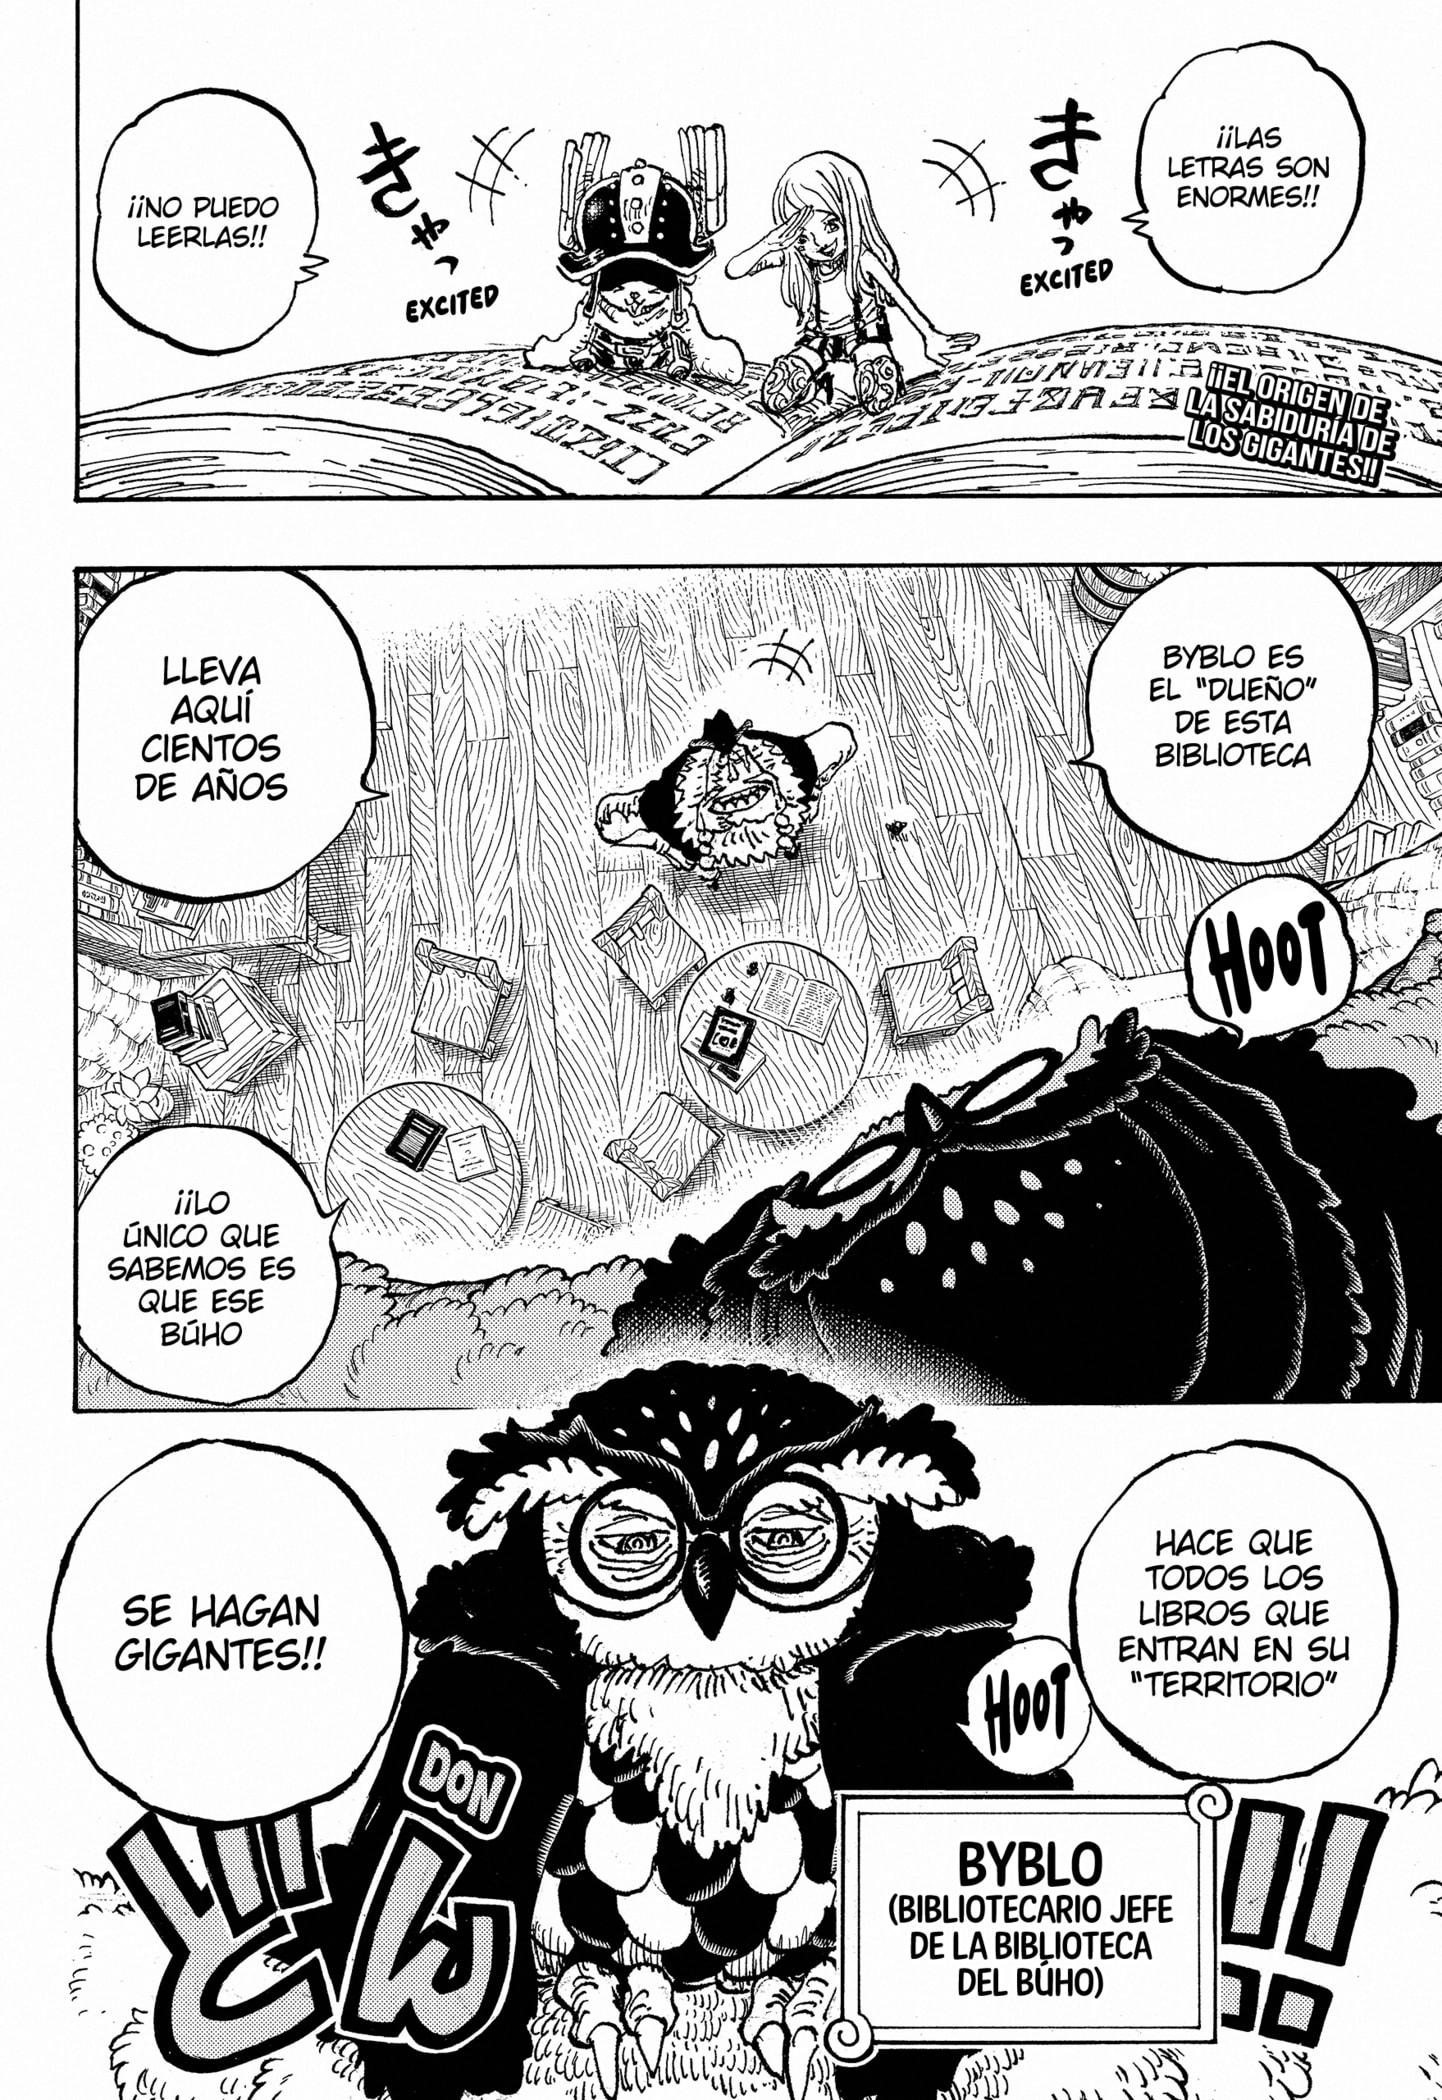 ¡¡LAS
LETRAS SON
ENORMES!!
きゃっ
EXCITED
きゃっ
EXCITED
¡¡NO PUEDO
LEERLAS!!
¡¡EL ORIGEN DE
LA SABIDURÍA DE
LOS GIGANTES!!
BYBLO ES
EL "DUEÑO"
DE ESTA
BIBLIOTECA
LLEVA
AQUÍ
CIENTOS
DE AÑOS
HOOT
¡¡LO
ÚNICO QUE
SABEMOS ES
QUE ESE
BÚHO
HACE QUE
TODOS LOS
LIBROS QUE
ENTRAN EN SU
"TERRITORIO"
SE HAGAN
GIGANTES!!
HOOT
DON
どん!!
BYBLO
(BIBLIOTECARIO JEFE
DE LA BIBLIOTECA
DEL BÚHO)